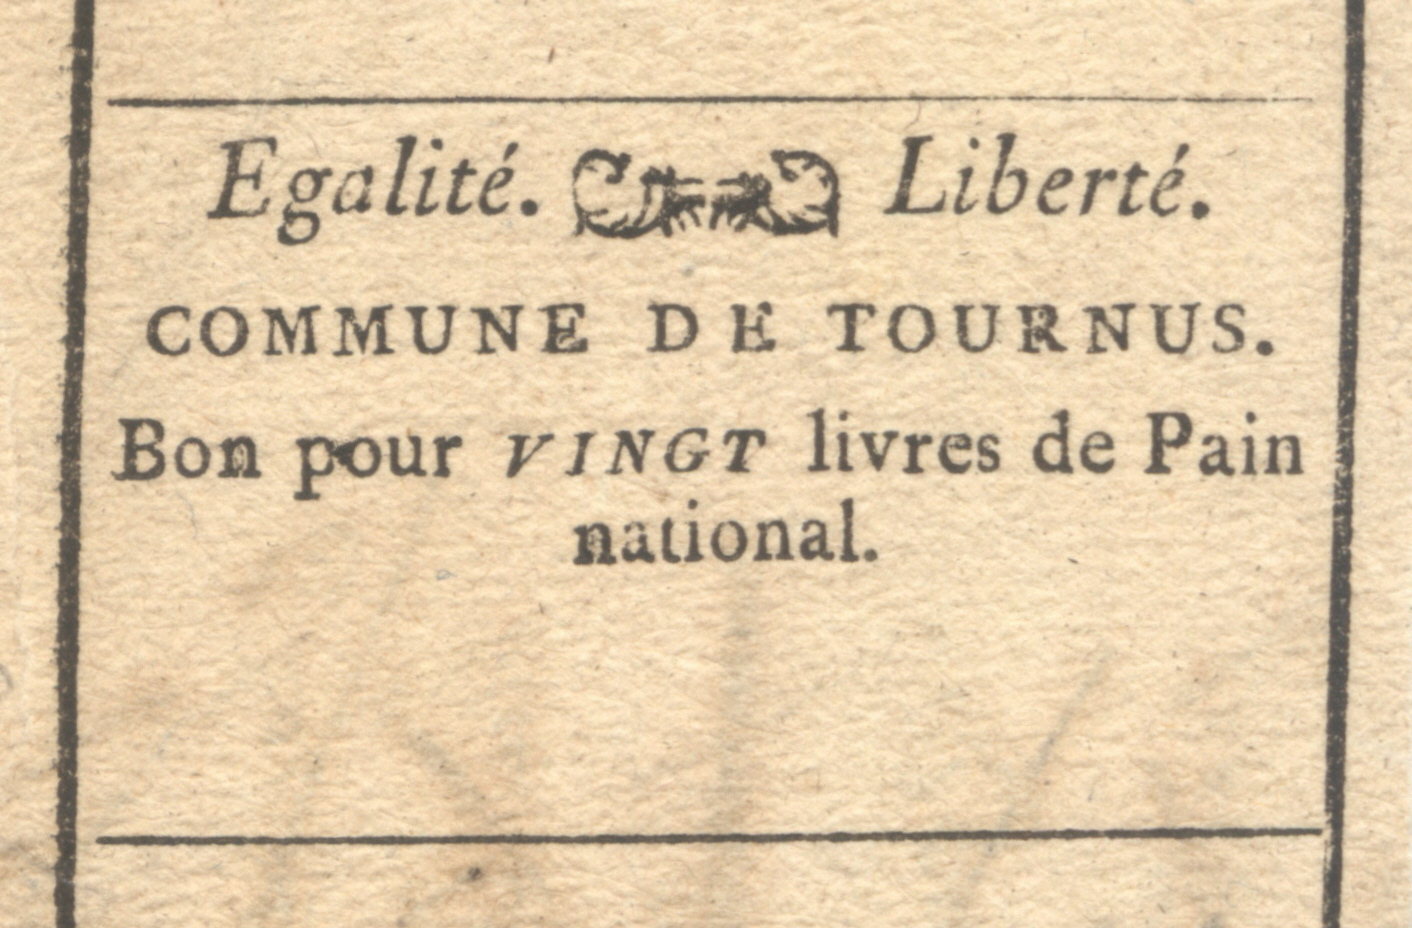 Egalité. Liberté.
COMMUNE DE TOURNUS.
Bon pour VINGT livres de Pain
national.